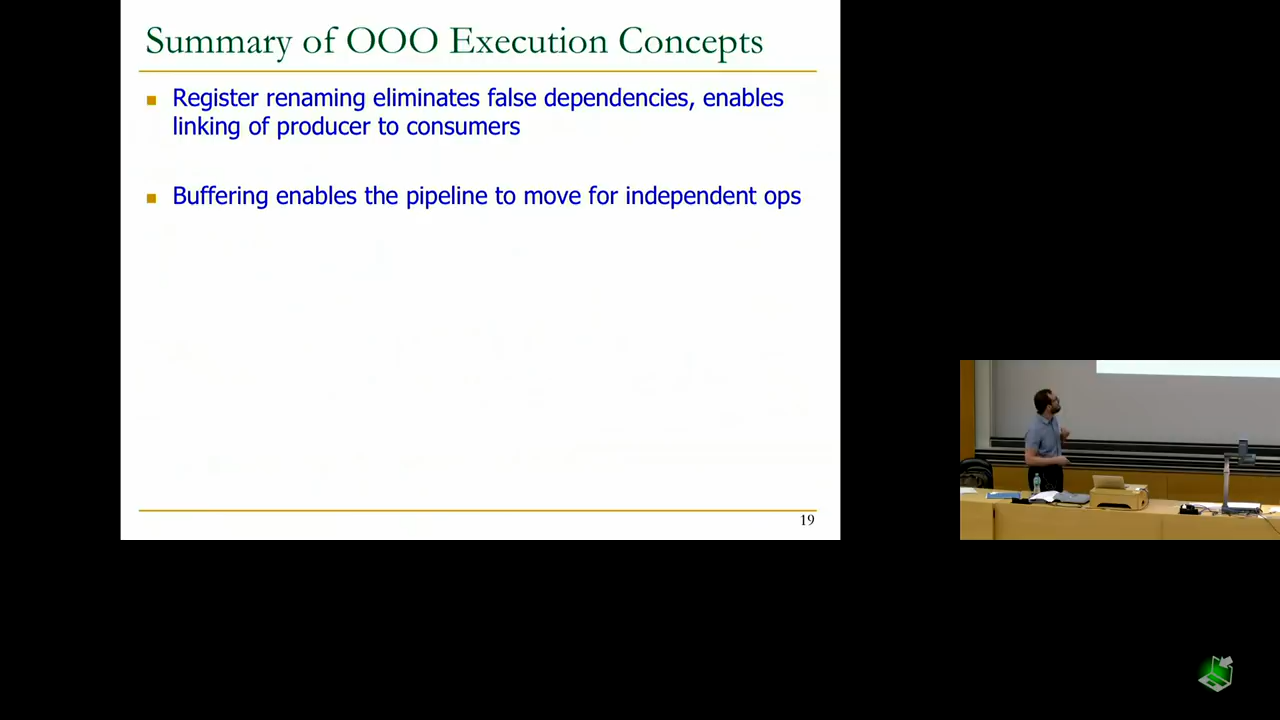 Summary of OOO Execution Concepts
Register renaming eliminates false dependencies, enables
linking of producer to consumers
Buffering enables the pipeline to move for independent ops
19